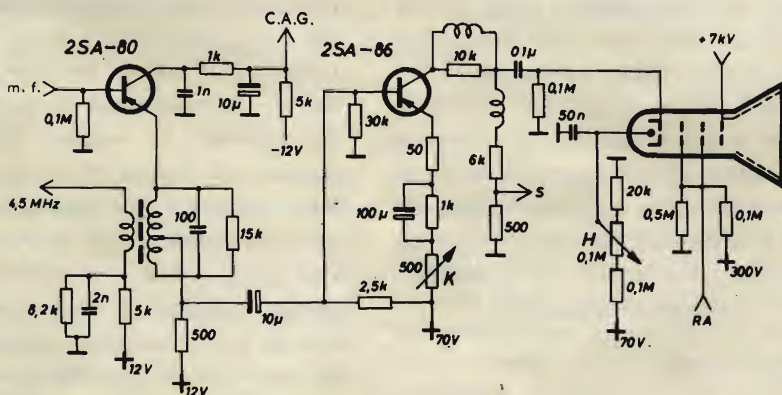 C.A.G.
2SA-80
2SA-86
+7kV
1k
10k
0,1µ
m. f.
1n
10µ
5k
0,1M
30k
0,1M
50n
-12V
50
6k
4,5 MHz
100
15k
100µ
1k
S
500
20k
0,5M
0,1M
H
0,1M
300V
500
K
8,2k
2n
5k
500
10µ
2,5k
0,1M
RA
12V
12V
70V
70V